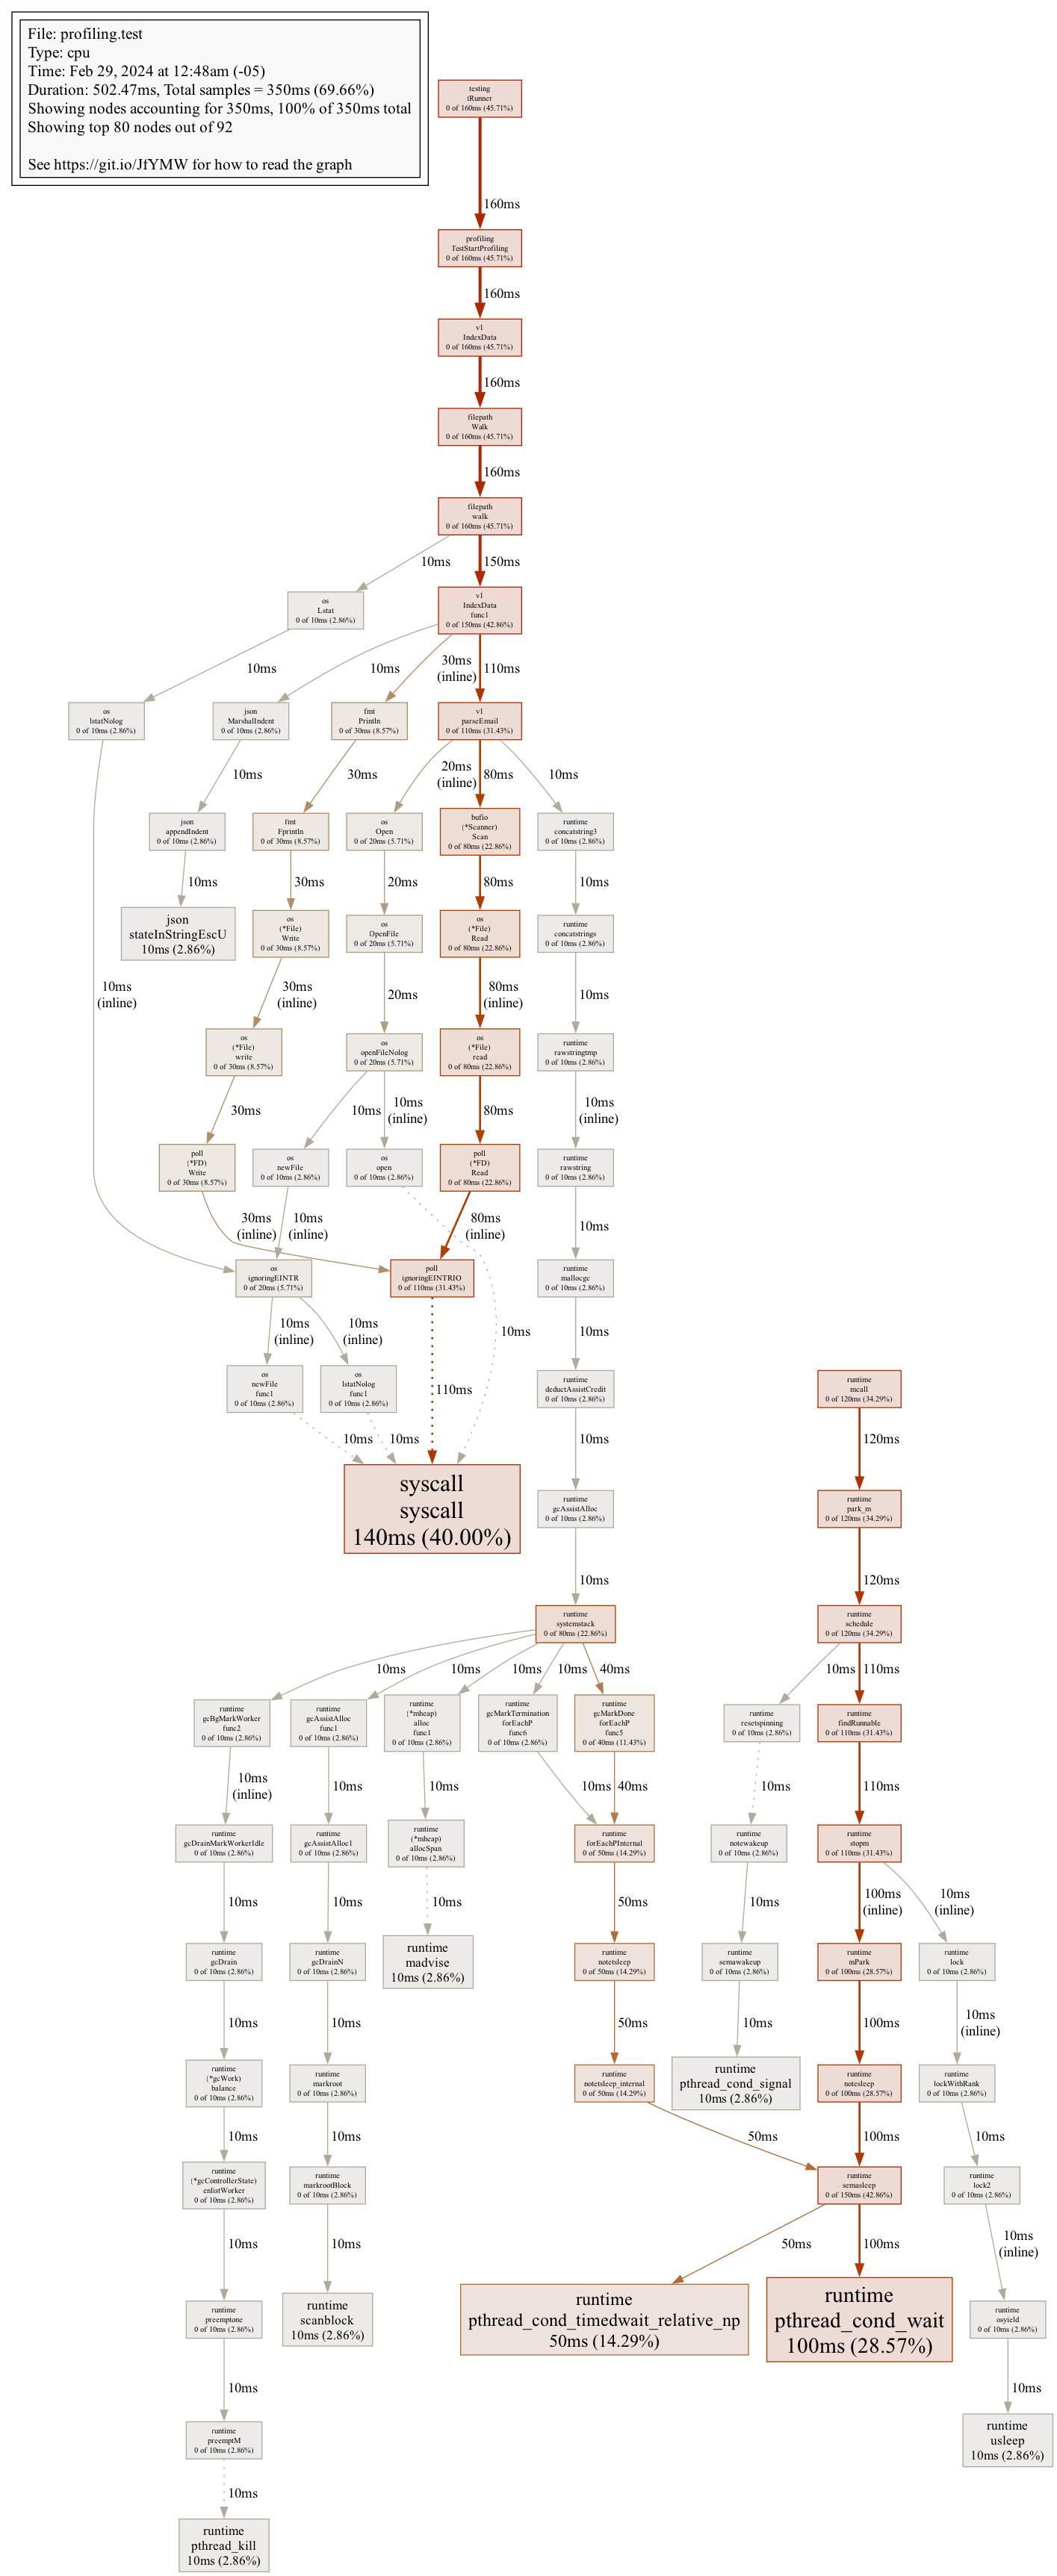 File: profiling.test
Type: cpu
Time: Feb 29, 2024 at 12:48am (-05)
Duration: 502.47ms, Total samples = 350ms (69.66%)
Showing nodes accounting for 350ms, 100% of 350ms total
Showing top 80 nodes out of 92
See https://git.io/JfYMW for how to read the graph
testing
tRunner
0 of 160ms (45.71%)
160ms
profiling
TestStartProfiling
0 of 160ms (45.71%)
160ms
v1
IndexData
0 of 160ms (45.71%)
160ms
filepath
Walk
0 of 160ms (45.71%)
160ms
filepath
walk
0 of 160ms (45.71%)
10ms
150ms
os
Lstat
0 of 10ms (2.86%)
v1
IndexData
func1
0 of 150ms (42.86%)
10ms
10ms
30ms
(inline)
110ms
os
lstatNolog
0 of 10ms (2.86%)
json
MarshalIndent
0 of 10ms (2.86%)
fmt
Println
0 of 30ms (8.57%)
v1
parseEmail
0 of 110ms (31.43%)
10ms
30ms
20ms
(inline)
80ms
10ms
json
appendIndent
0 of 10ms (2.86%)
fmt
Fprintln
0 of 30ms (8.57%)
os
Open
0 of 20ms (5.71%)
bufio
(*Scanner)
Scan
0 of 80ms (22.86%)
runtime
concatstring3
0 of 10ms (2.86%)
10ms
30ms
20ms
80ms
10ms
json
stateInStringEscU
10ms (2.86%)
os
(*File)
Write
0 of 30ms (8.57%)
os
OpenFile
0 of 20ms (5.71%)
os
(*File)
Read
0 of 80ms (22.86%)
runtime
concatstrings
0 of 10ms (2.86%)
10ms
(inline)
30ms
(inline)
20ms
80ms
(inline)
10ms
os
(*File)
write
0 of 30ms (8.57%)
os
openFileNolog
0 of 20ms (5.71%)
os
(*File)
read
0 of 80ms (22.86%)
runtime
rawstringtmp
0 of 10ms (2.86%)
30ms
10ms
10ms
(inline)
80ms
10ms
(inline)
poll
(*FD)
Write
0 of 30ms (8.57%)
os
newFile
0 of 10ms (2.86%)
os
open
0 of 10ms (2.86%)
poll
(*FD)
Read
0 of 80ms (22.86%)
runtime
rawstring
0 of 10ms (2.86%)
30ms
(inline)
10ms
(inline)
80ms
(inline)
10ms
os
ignoringEINTR
0 of 20ms (5.71%)
poll
ignoringEINTRIO
0 of 110ms (31.43%)
runtime
mallocgc
0 of 10ms (2.86%)
10ms
(inline)
10ms
(inline)
10ms
10ms
os
newFile
func1
0 of 10ms (2.86%)
os
lstatNolog
func1
0 of 10ms (2.86%)
110ms
runtime
deductAssistCredit
0 of 10ms (2.86%)
runtime
mcall
0 of 120ms (34.29%)
10ms
10ms
10ms
120ms
syscall
syscall
140ms (40.00%)
runtime
gcAssistAlloc
0 of 10ms (2.86%)
runtime
park_m
0 of 120ms (34.29%)
10ms
120ms
runtime
systemstack
0 of 80ms (22.86%)
runtime
schedule
0 of 120ms (34.29%)
10ms
10ms
10ms
10ms
40ms
10ms
110ms
runtime
gcBgMarkWorker
func2
0 of 10ms (2.86%)
runtime
gcAssistAlloc
func1
0 of 10ms (2.86%)
runtime
(*mheap)
alloc
func1
0 of 10ms (2.86%)
runtime
gcMarkTermination
forEachP
func6
0 of 10ms (2.86%)
runtime
gcMarkDone
forEachP
func5
0 of 40ms (11.43%)
runtime
resetspinning
0 of 10ms (2.86%)
runtime
findRunnable
0 of 110ms (31.43%)
10ms
(inline)
10ms
10ms
10ms
40ms
10ms
110ms
runtime
gcDrainMarkWorkerIdle
0 of 10ms (2.86%)
runtime
gcAssistAlloc1
0 of 10ms (2.86%)
runtime
(*mheap)
allocSpan
0 of 10ms (2.86%)
runtime
forEachPInternal
0 of 50ms (14.29%)
runtime
notewakeup
0 of 10ms (2.86%)
runtime
stopm
0 of 110ms (31.43%)
10ms
10ms
10ms
50ms
10ms
100ms
(inline)
10ms
(inline)
runtime
gcDrain
0 of 10ms (2.86%)
runtime
gcDrainN
0 of 10ms (2.86%)
runtime
madvise
10ms (2.86%)
runtime
notetsleep
0 of 50ms (14.29%)
runtime
semawakeup
0 of 10ms (2.86%)
runtime
mPark
0 of 100ms (28.57%)
runtime
lock
0 of 10ms (2.86%)
10ms
10ms
50ms
10ms
100ms
10ms
(inline)
runtime
(*gcWork)
balance
0 of 10ms (2.86%)
runtime
markroot
0 of 10ms (2.86%)
runtime
notetsleep_internal
0 of 50ms (14.29%)
runtime
pthread_cond_signal
10ms (2.86%)
runtime
notesleep
0 of 100ms (28.57%)
runtime
lockWithRank
0 of 10ms (2.86%)
10ms
10ms
50ms
100ms
10ms
runtime
(*gcControllerState)
enlistWorker
0 of 10ms (2.86%)
runtime
markrootBlock
0 of 10ms (2.86%)
runtime
semasleep
0 of 150ms (42.86%)
runtime
lock2
0 of 10ms (2.86%)
10ms
10ms
50ms
100ms
10ms
(inline)
runtime
preemptone
0 of 10ms (2.86%)
runtime
scanblock
10ms (2.86%)
runtime
pthread_cond_timedwait_relative_np
50ms (14.29%)
runtime
pthread_cond_wait
100ms (28.57%)
runtime
osyield
0 of 10ms (2.86%)
10ms
10ms
runtime
preemptM
0 of 10ms (2.86%)
runtime
usleep
10ms (2.86%)
10ms
runtime
pthread_kill
10ms (2.86%)